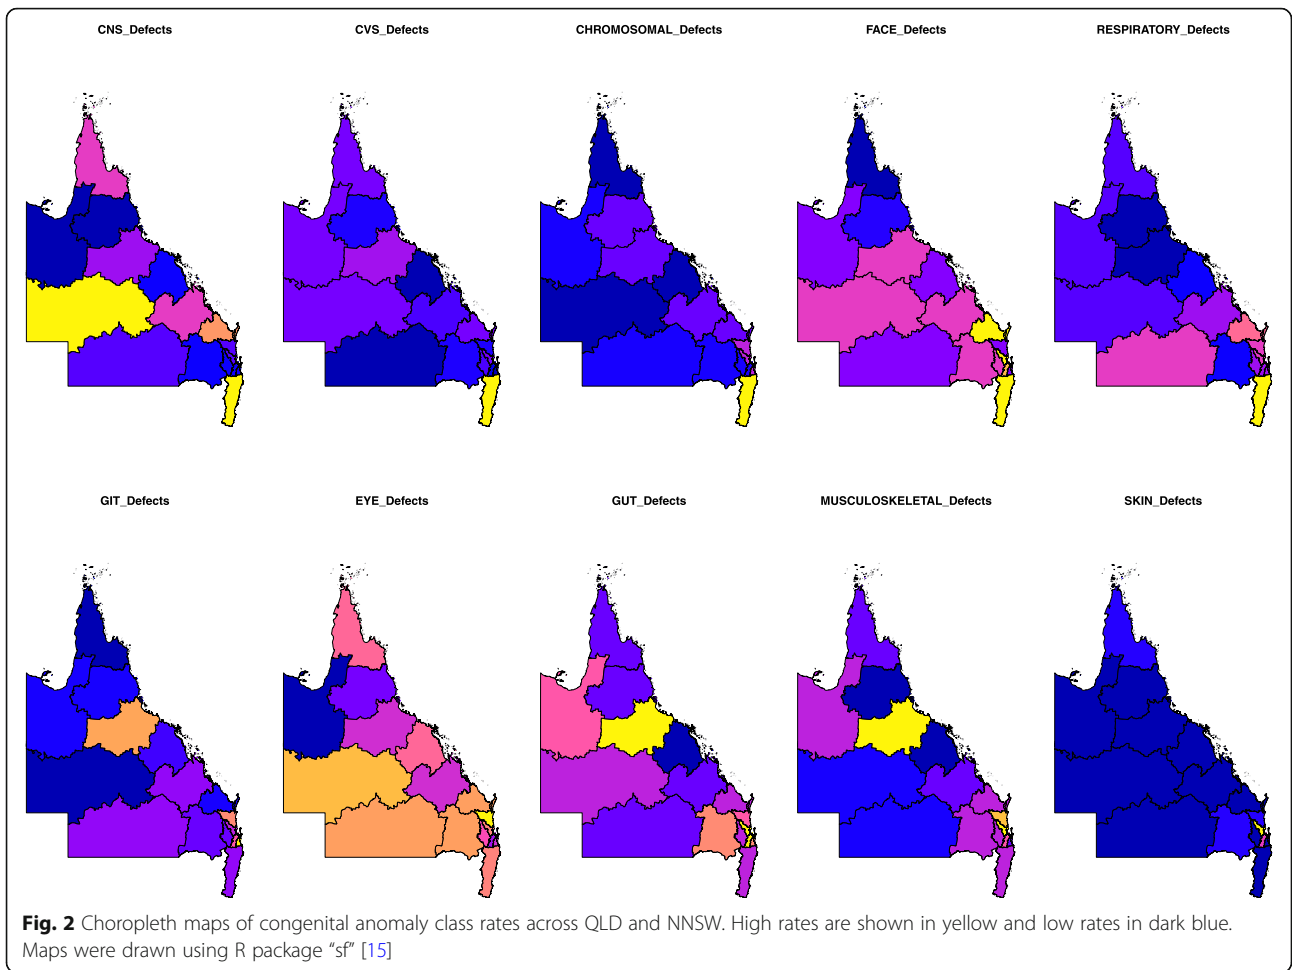 CNS_Defects
CVS_Defects
CHROMOSOMAL_Defects
FACE_Defects
RESPIRATORY_Defects
GIT_Defects
EYE_Defects
GUT_Defects
MUSCULOSKELETAL_Defects
SKIN_Defects
Fig. 2 Choropleth maps of congenital anomaly class rates across QLD and NNSW. High rates are shown in yellow and low rates in dark blue.
Maps were drawn using R package “sf” [15]